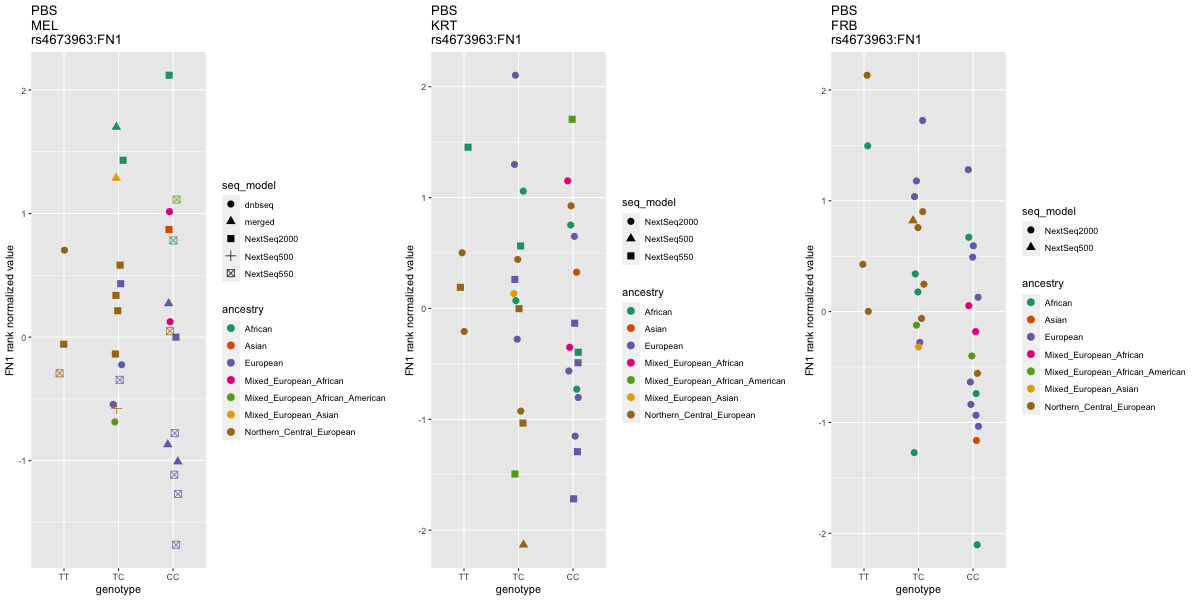 PBS
MEL
rs4673963:FN1
FN1 rank normalized value
2
1
0
-1
TT
TC
CC
genotype
seq_model
dnbseq
merged
NextSeq2000
NextSeq500
NextSeq550
ancestry
African
Asian
European
Mixed_European_African
Mixed_European_African_American
Mixed_European_Asian
Northern_Central_European
PBS
KRT
rs4673963:FN1
FN1 rank normalized value
2
1
0
-1
-2
TT
TC
CC
genotype
seq_model
NextSeq2000
NextSeq500
NextSeq550
ancestry
African
Asian
European
Mixed_European_African
Mixed_European_African_American
Mixed_European_Asian
Northern_Central_European
PBS
FRB
rs4673963:FN1
FN1 rank normalized value
2
1
0
-1
-2
TT
TC
CC
genotype
seq_model
NextSeq2000
NextSeq500
ancestry
African
Asian
European
Mixed_European_African
Mixed_European_African_American
Mixed_European_Asian
Northern_Central_European